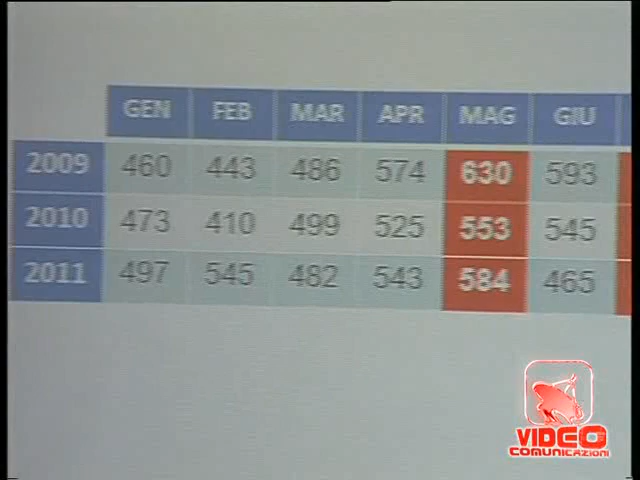 GEN FEB MAR APR MAG GIU
2009 460 443 486 574 630 593
2010 473 410 499 525 553 545
2011 497 545 482 543 584 465
VIDEO
COMUNICAZIONI